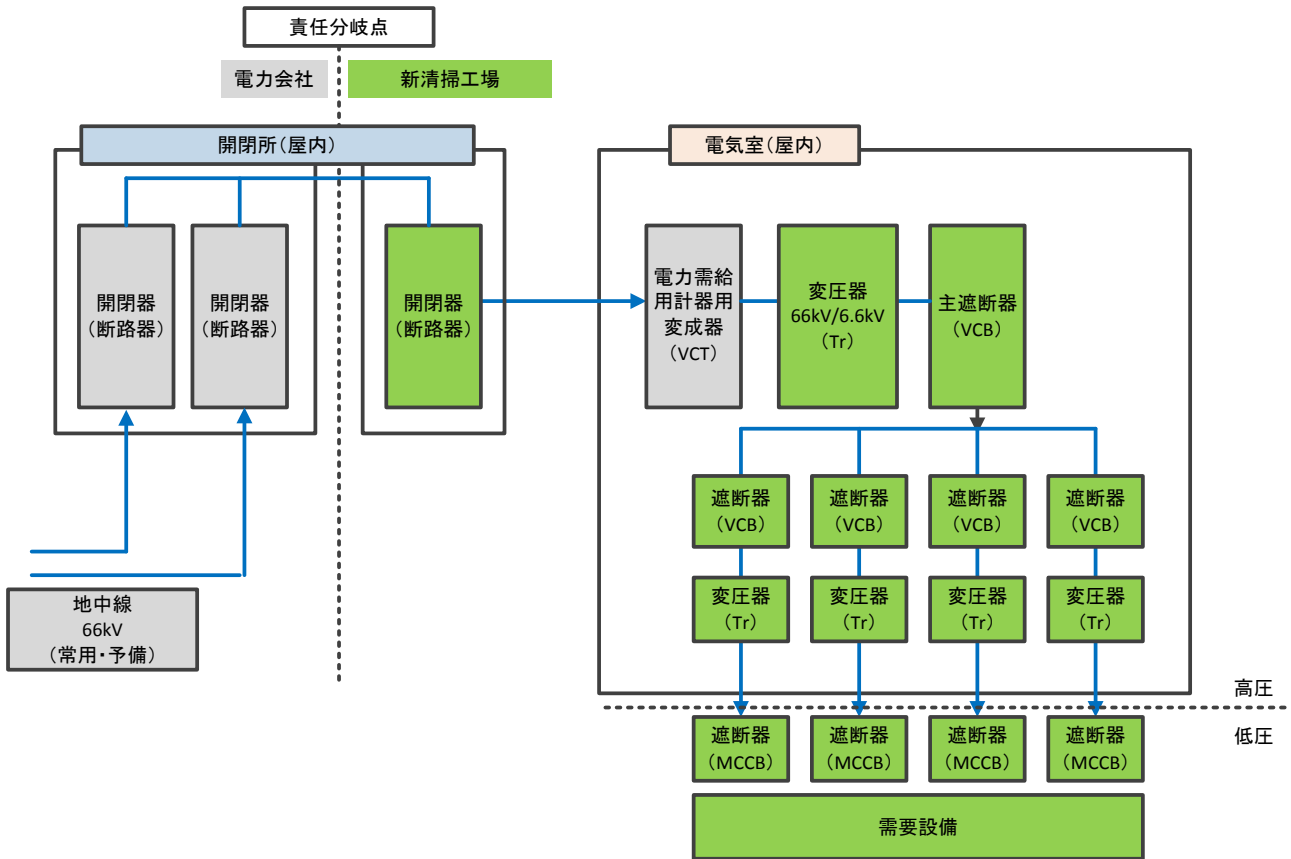 責任分岐点
電力会社
新清掃工場
開閉所（屋内）
開閉器
（断路器）
開閉器
（断路器）
開閉器
（断路器）
地中線
66kV
（常用・予備）
電気室（屋内）
電力需給
用計器用
変成器
（VCT）
変圧器
66kV/6.6kV
（Tr）
主遮断器
（VCB）
遮断器
（VCB）
遮断器
（VCB）
遮断器
（VCB）
遮断器
（VCB）
変圧器
（Tr）
変圧器
（Tr）
変圧器
（Tr）
変圧器
（Tr）
高圧
低圧
遮断器
（MCCB）
遮断器
（MCCB）
遮断器
（MCCB）
遮断器
（MCCB）
需要設備